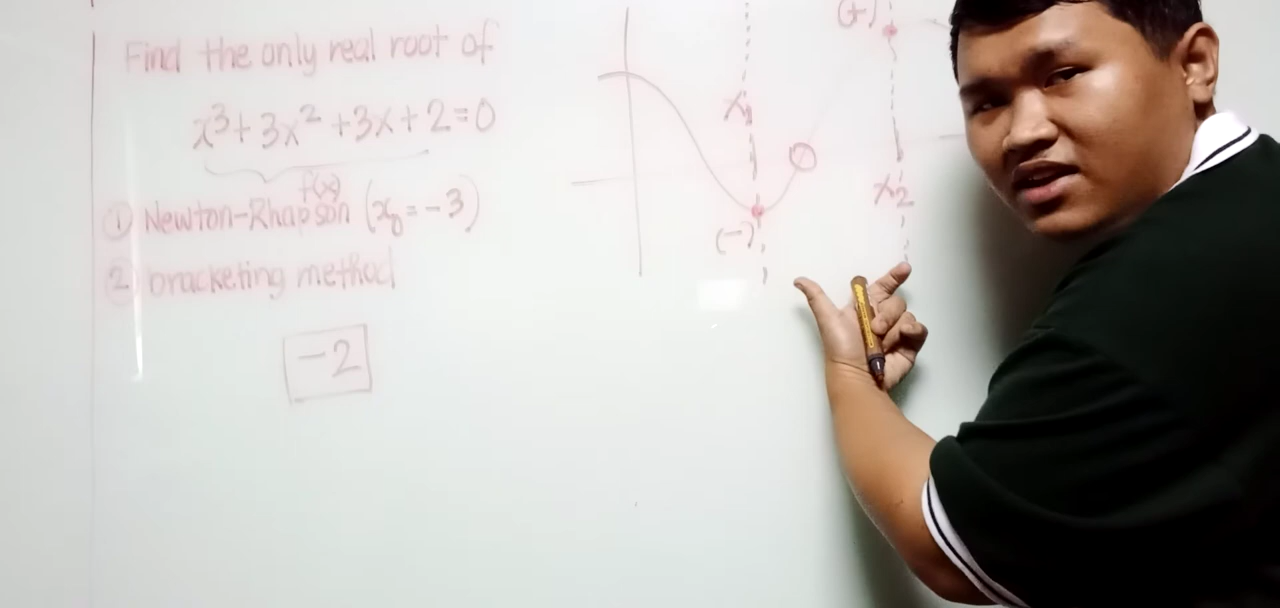 Find the only real root of
x³+3x²+3x+2=0
f(x)
① Newton-Rhapson (x₀=-3)
② bracketing method
-2
(+)
x₁
x₂
(-)